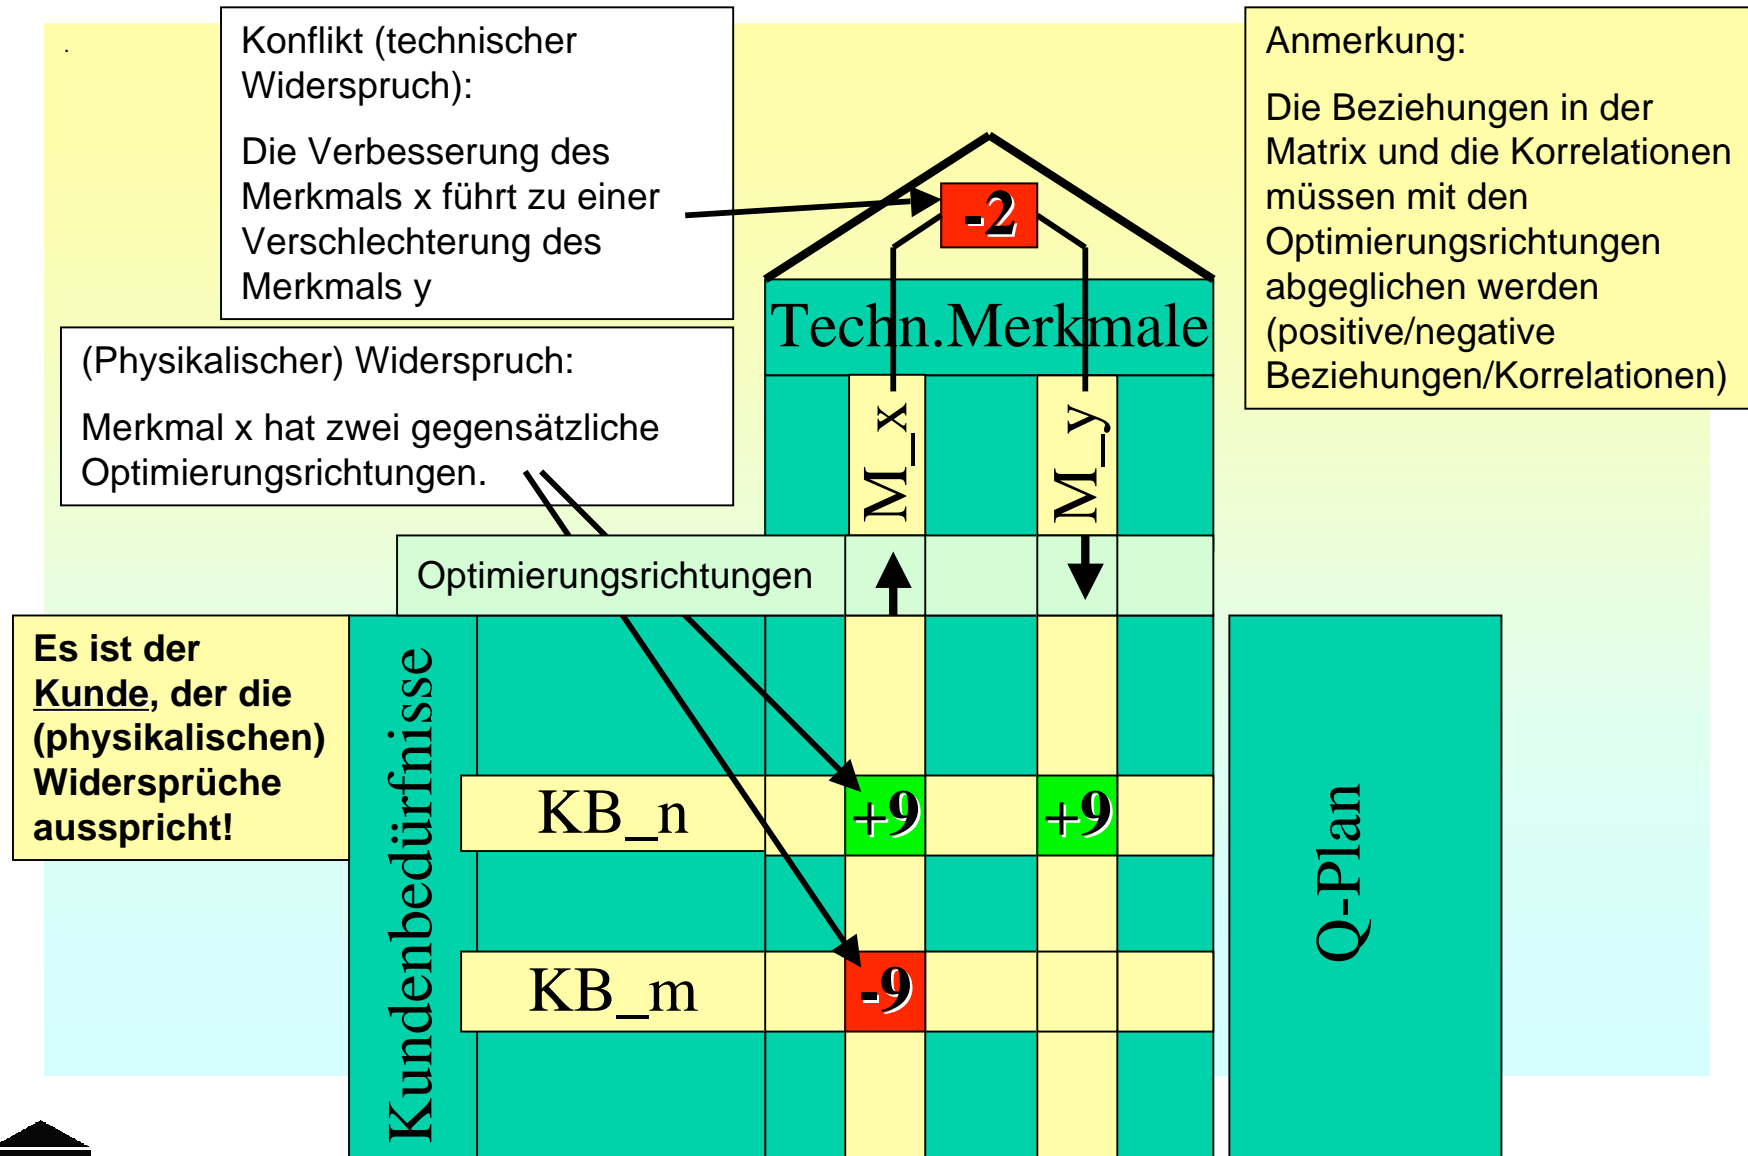 Konflikt (technischer
Widerspruch):
Die Verbesserung des
Merkmals x führt zu einer
Verschlechterung des
Merkmals y
Anmerkung:
Die Beziehungen in der
Matrix und die Korrelationen
müssen mit den
Optimierungsrichtungen
abgeglichen werden
(positive/negative
Beziehungen/Korrelationen)
-2
Techn.Merkmale
(Physikalischer) Widerspruch:
Merkmal x hat zwei gegensätzliche
Optimierungsrichtungen.
M_x
M_y
Optimierungsrichtungen
Es ist der
Kunde, der die
(physikalischen)
Widersprüche
ausspricht!
Kundenbedürfnisse
KB_n
+9
+9
KB_m
-9
Q-Plan